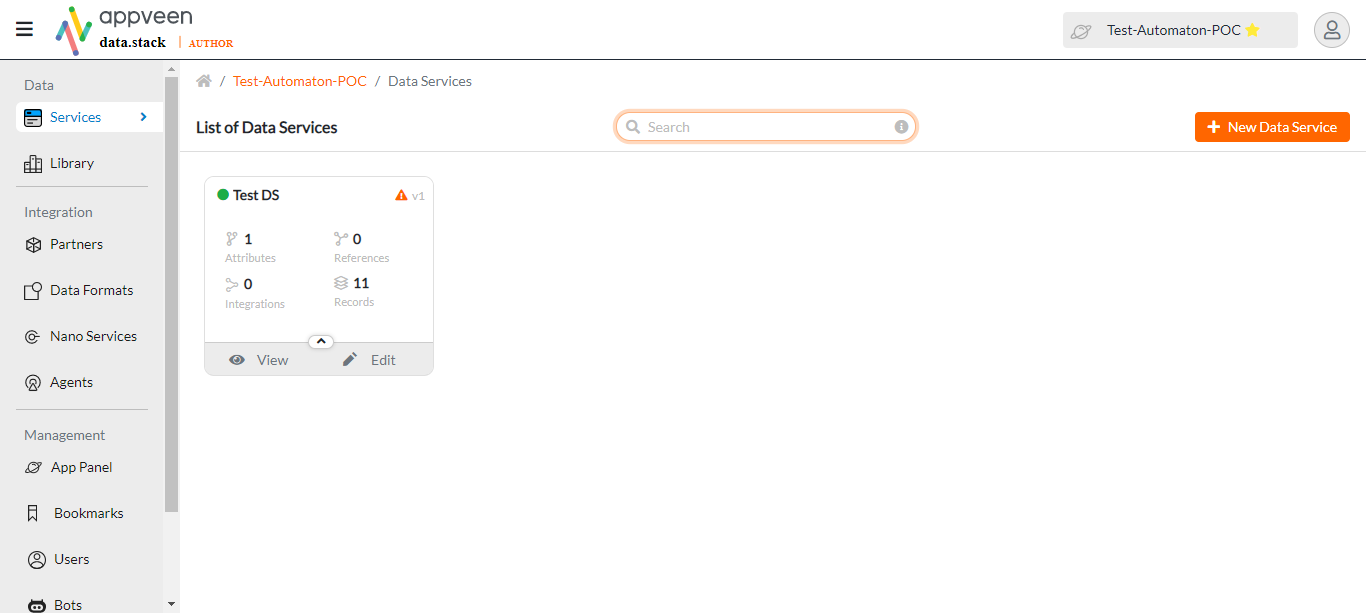 appveen
data.stack | AUTHOR
Test-Automaton-POC
Data
Services
Library
Integration
Partners
Data Formats
Nano Services
Agents
Management
App Panel
Bookmarks
Users
Bots
/ Test-Automaton-POC / Data Services
List of Data Services
Search
New Data Service
Test DS
v1
1
Attributes
0
References
0
Integrations
11
Records
View
Edit